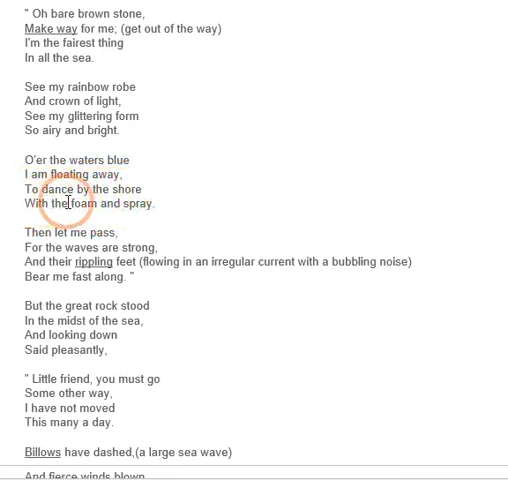 " Oh bare brown stone,
Make way for me; (get out of the way)
I'm the fairest thing
In all the sea.
See my rainbow robe
And crown of light,
See my glittering form
So airy and bright.
O'er the waters blue
I am floating away,
To dance by the shore
With the foam and spray.
Then let me pass,
For the waves are strong,
And their rippling feet (flowing in an irregular current with a bubbling noise)
Bear me fast along. "
But the great rock stood
In the midst of the sea,
And looking down
Said pleasantly,
" Little friend, you must go
Some other way,
I have not moved
This many a day.
Billows have dashed,(a large sea wave)
And fierce winds blown